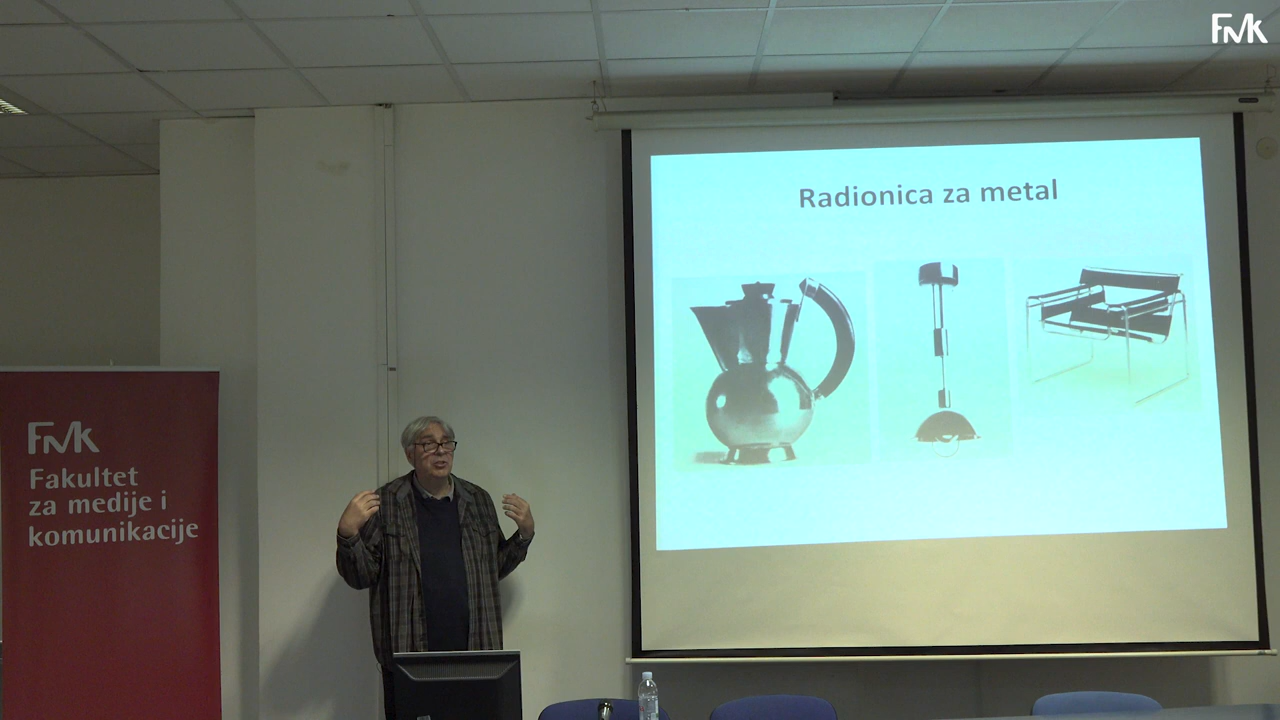 FMK
Radionica za metal
FMK
Fakultet
za medije i
komunikacije